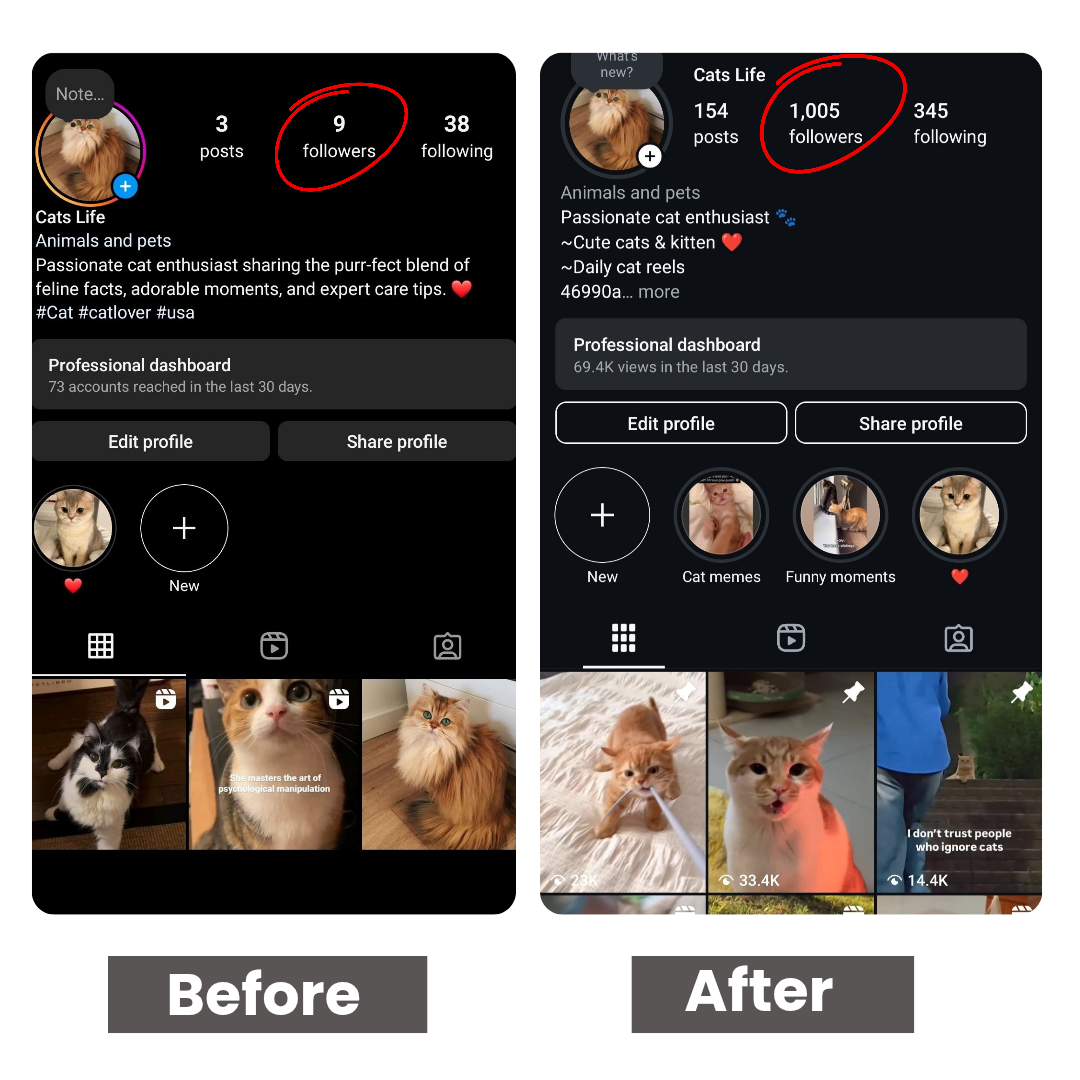 Note...
3
posts
9
followers
38
following
Cats Life
Animals and pets
Passionate cat enthusiast sharing the purr-fect blend of
feline facts, adorable moments, and expert care tips. ❤️
#Cat #catlover #usa
Professional dashboard
73 accounts reached in the last 30 days.
Edit profile
Share profile
❤️
New
She masters the art of
psychological manipulation
Before
What's
new?
Cats Life
154
posts
1,005
followers
345
following
Animals and pets
Passionate cat enthusiast 🐾
~Cute cats & kitten ❤️
~Daily cat reels
46990a... more
Professional dashboard
69.4K views in the last 30 days.
Edit profile
Share profile
New
Cat memes
Funny moments
❤️
23K
33.4K
I don't trust people
who ignore cats
14.4K
After